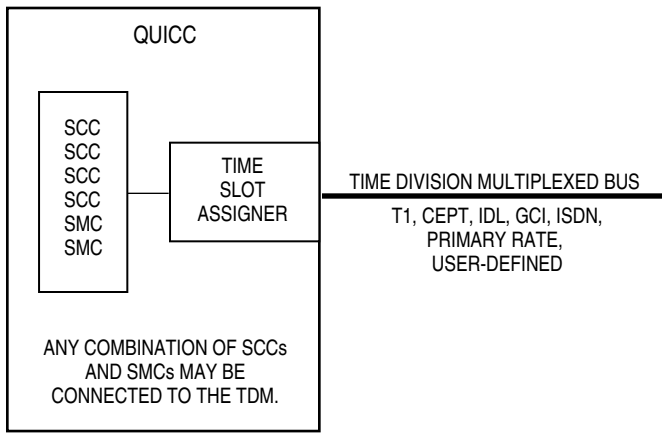 QUICC
SCC
SCC
SCC
SCC
SMC
SMC
TIME
SLOT
ASSIGNER
TIME DIVISION MULTIPLEXED BUS
T1, CEPT, IDL, GCI, ISDN,
PRIMARY RATE,
USER-DEFINED
ANY COMBINATION OF SCCs
AND SMCs MAY BE
CONNECTED TO THE TDM.